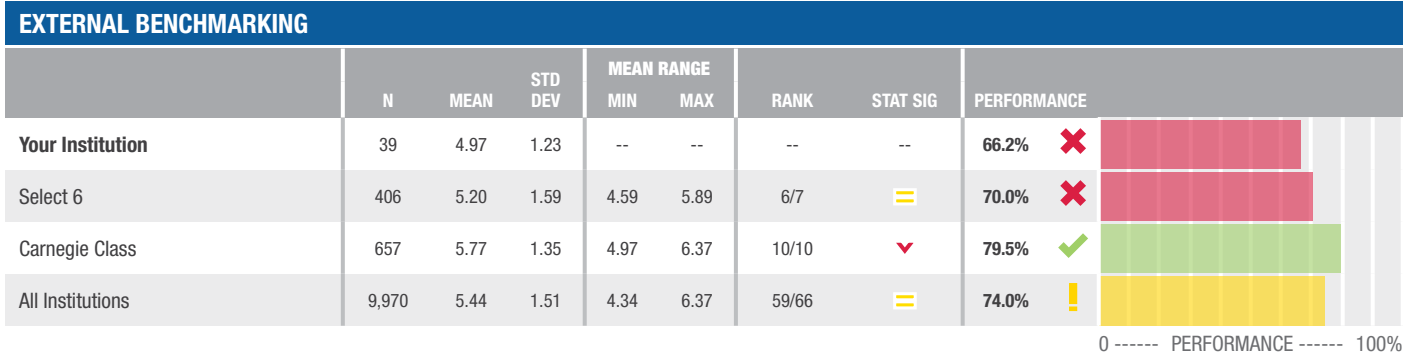 EXTERNAL BENCHMARKING
N MEAN STD DEV MEAN RANGE MIN MAX RANK STAT SIG PERFORMANCE
Your Institution 39 4.97 1.23 -- -- -- -- 66.2%
Select 6 406 5.20 1.59 4.59 5.89 6/7 70.0%
Carnegie Class 657 5.77 1.35 4.97 6.37 10/10 79.5%
All Institutions 9,970 5.44 1.51 4.34 6.37 59/66 74.0%
0 ------ PERFORMANCE ------ 100%